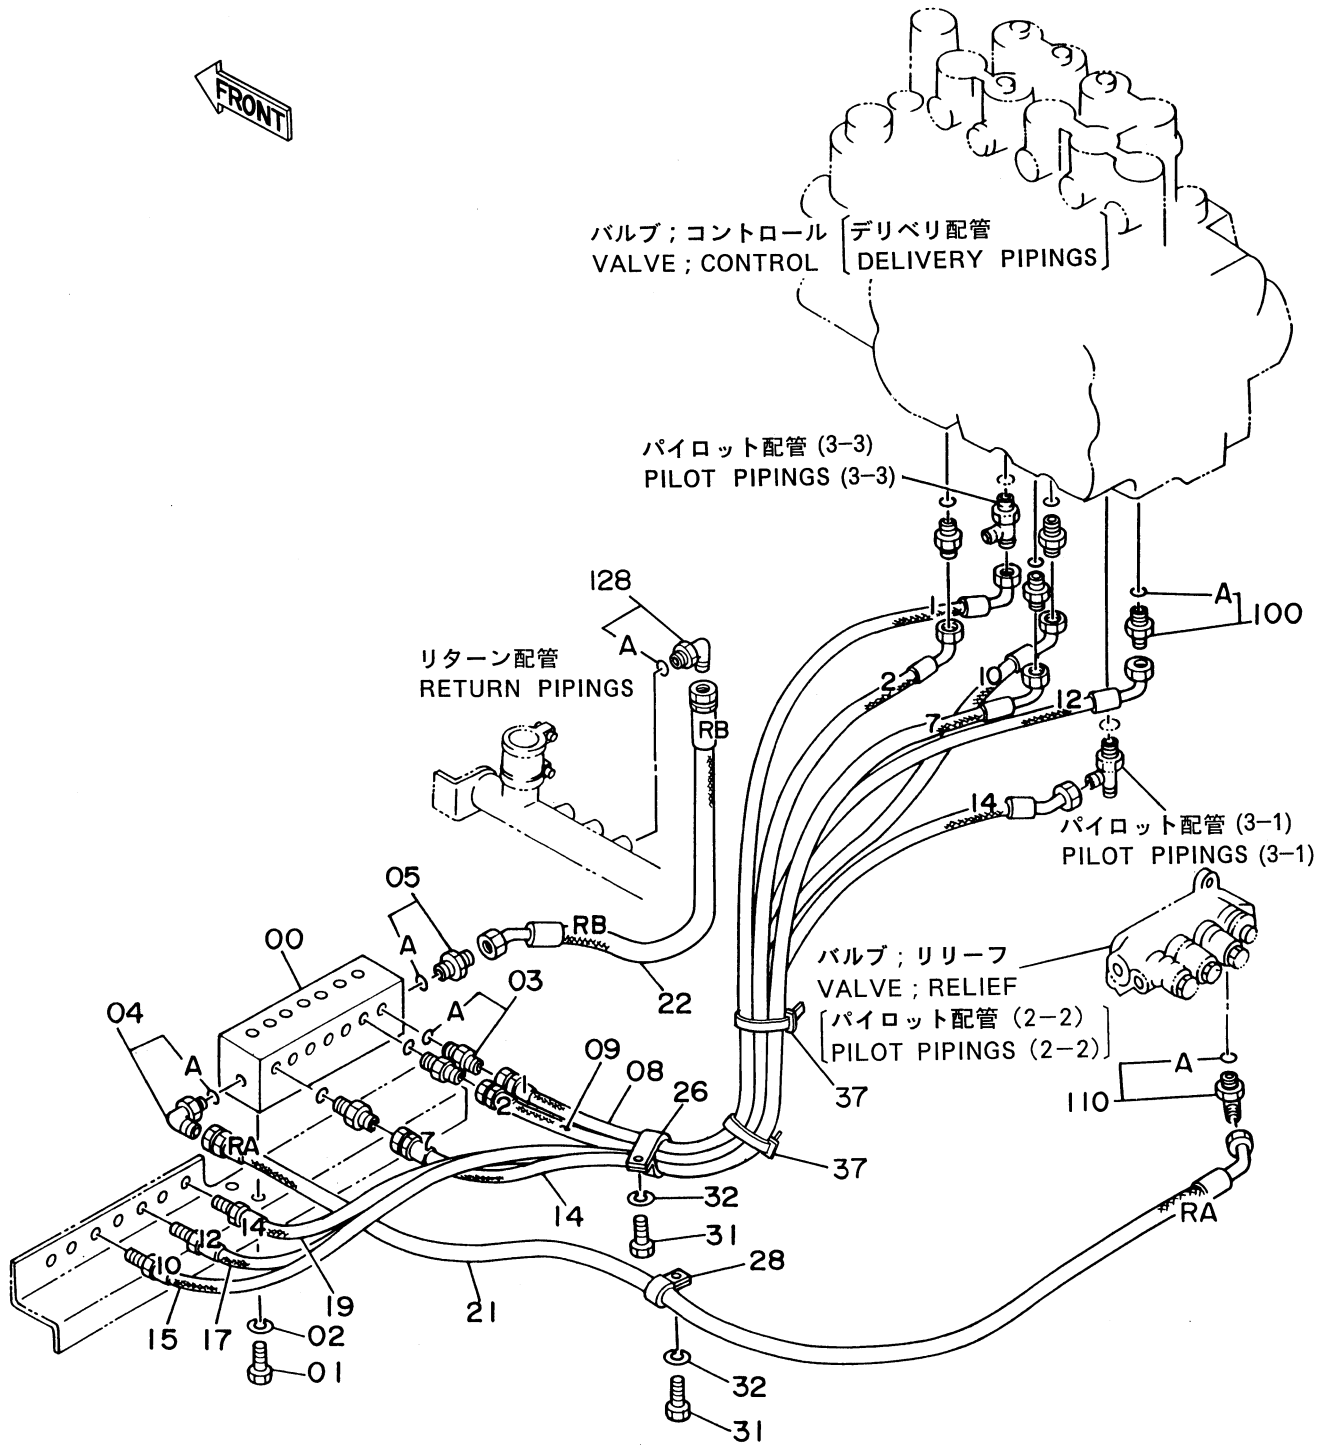 FRONT
バルブ ; コントロール [デリベリ配管
VALVE ; CONTROL [DELIVERY PIPINGS]
パイロット配管 (3-3)
PILOT PIPINGS (3-3)
128
A
A
100
リターン配管
RETURN PIPINGS
1
2
10
12
7
RB
14
パイロット配管 (3-1)
PILOT PIPINGS (3-1)
05
A
RB
00
22
バルブ ; リリーフ
VALVE ; RELIEF
[パイロット配管 (2-2)
PILOT PIPINGS (2-2)]
03
A
04
A
09
08
26
37
A
110
1
2
7
RA
37
32
14
31
RA
14
12
10
28
19
21
15
17
02
01
32
31